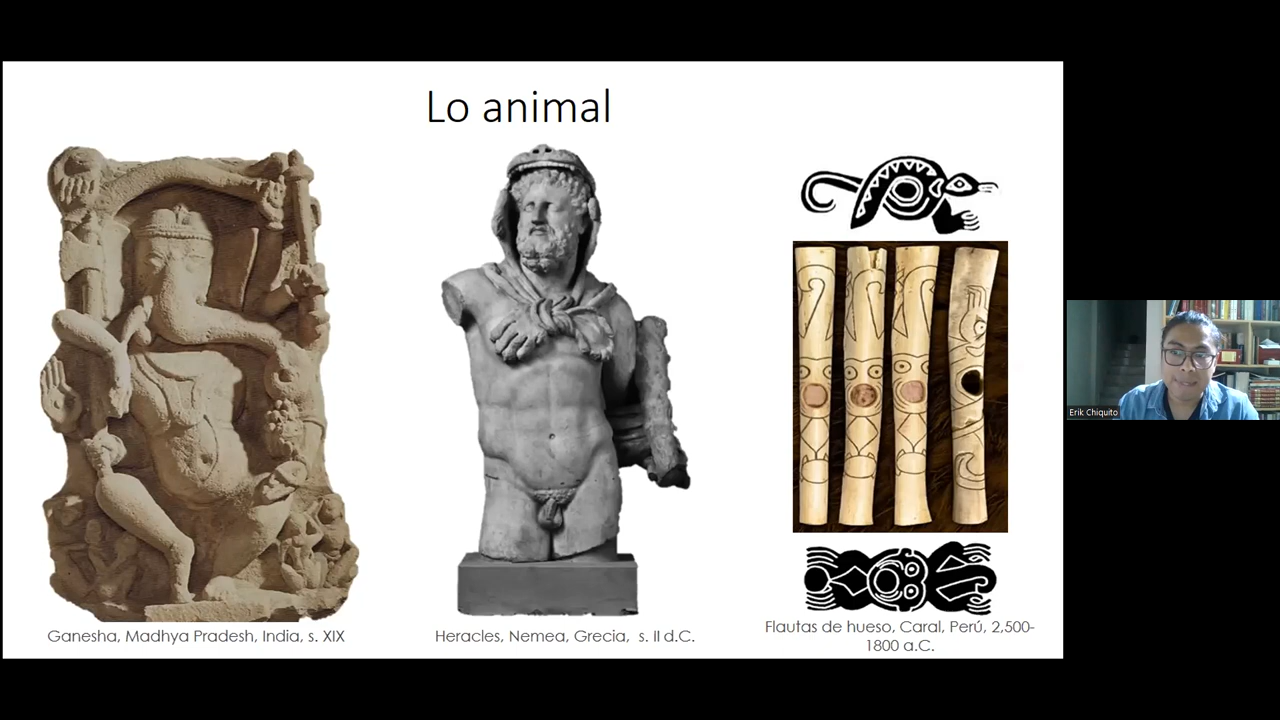 Lo animal
Ganesha, Madhya Pradesh, India, s. XIX
Heracles, Nemea, Grecia, s. II d.C.
Flautas de hueso, Caral, Perú, 2,500-
1800 a.C.
Erik Chiquito